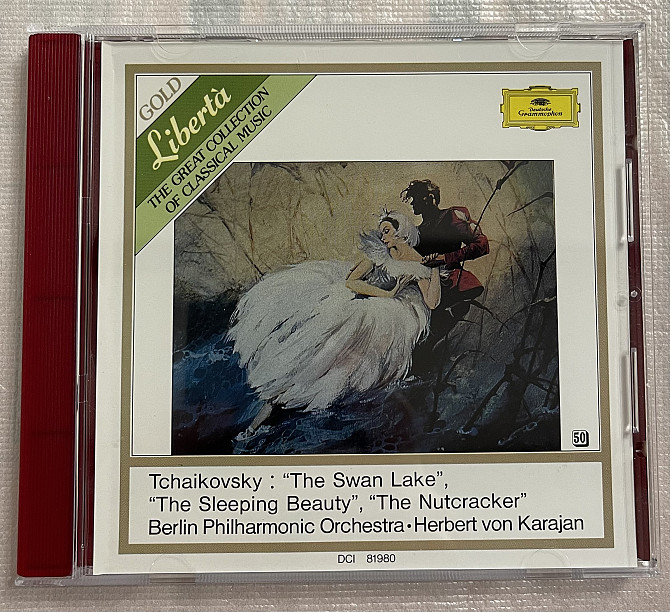 GOLD
Libertà
THE GREAT COLLECTION
OF CLASSICAL MUSIC
Deutsche
Grammophon
50
Tchaikovsky : “The Swan Lake”,
“The Sleeping Beauty”, “The Nutcracker”
Berlin Philharmonic Orchestra•Herbert von Karajan
DCI 81980